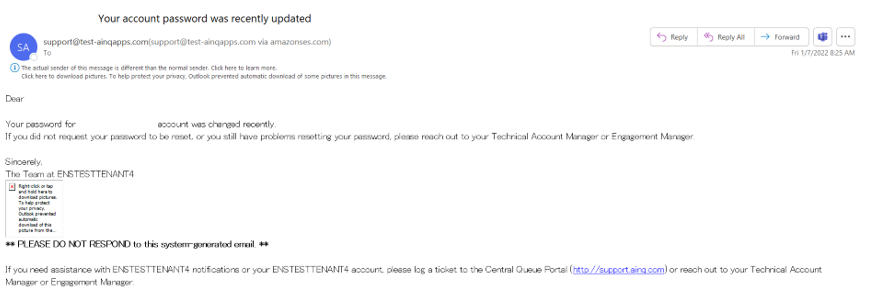 Your account password was recently updated
SA
support@test-ainqapps.com(support@test-ainqapps.com via amazonses.com)
To
Reply
Reply All
Forward
Fri 1/7/2022 8:25 AM
The actual sender of this message is different than the normal sender. Click here to learn more.
Click here to download pictures. To help protect your privacy, Outlook prevented automatic download of some pictures in this message.
Dear
Your password for account was changed recently.
If you did not request your password to be reset, or you still have problems resetting your password, please reach out to your Technical Account Manager or Engagement Manager.
Sincerely,
The Team at ENSTESTTENANT4
Right-click or tap
and hold here to
download pictures.
To help protect
your privacy,
Outlook prevented
automatic
download of this
picture from the...
** PLEASE DO NOT RESPOND to this system-generated email. **
If you need assistance with ENSTESTTENANT4 notifications or your ENSTESTTENANT4 account, please log a ticket to the Central Queue Portal (http://support.ainq.com) or reach out to your Technical Account
Manager or Engagement Manager.